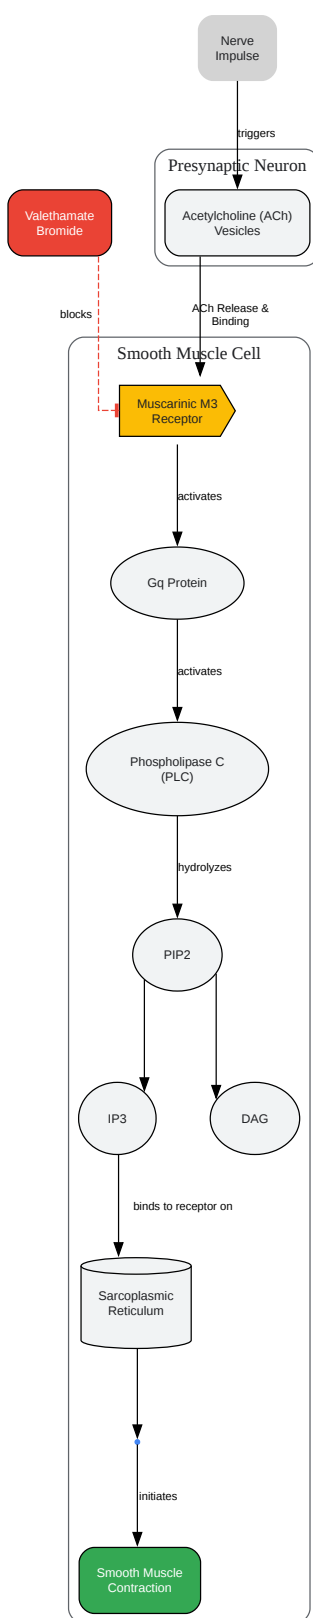 Nerve
Impulse
triggers
Presynaptic Neuron
Valethamate
Bromide
Acetylcholine (ACh)
Vesicles
blocks
ACh Release &
Binding
Smooth Muscle Cell
Muscarinic M3
Receptor
activates
Gq Protein
activates
Phospholipase C
(PLC)
hydrolyzes
PIP2
IP3
DAG
binds to receptor on
Sarcoplasmic
Reticulum
initiates
Smooth Muscle
Contraction